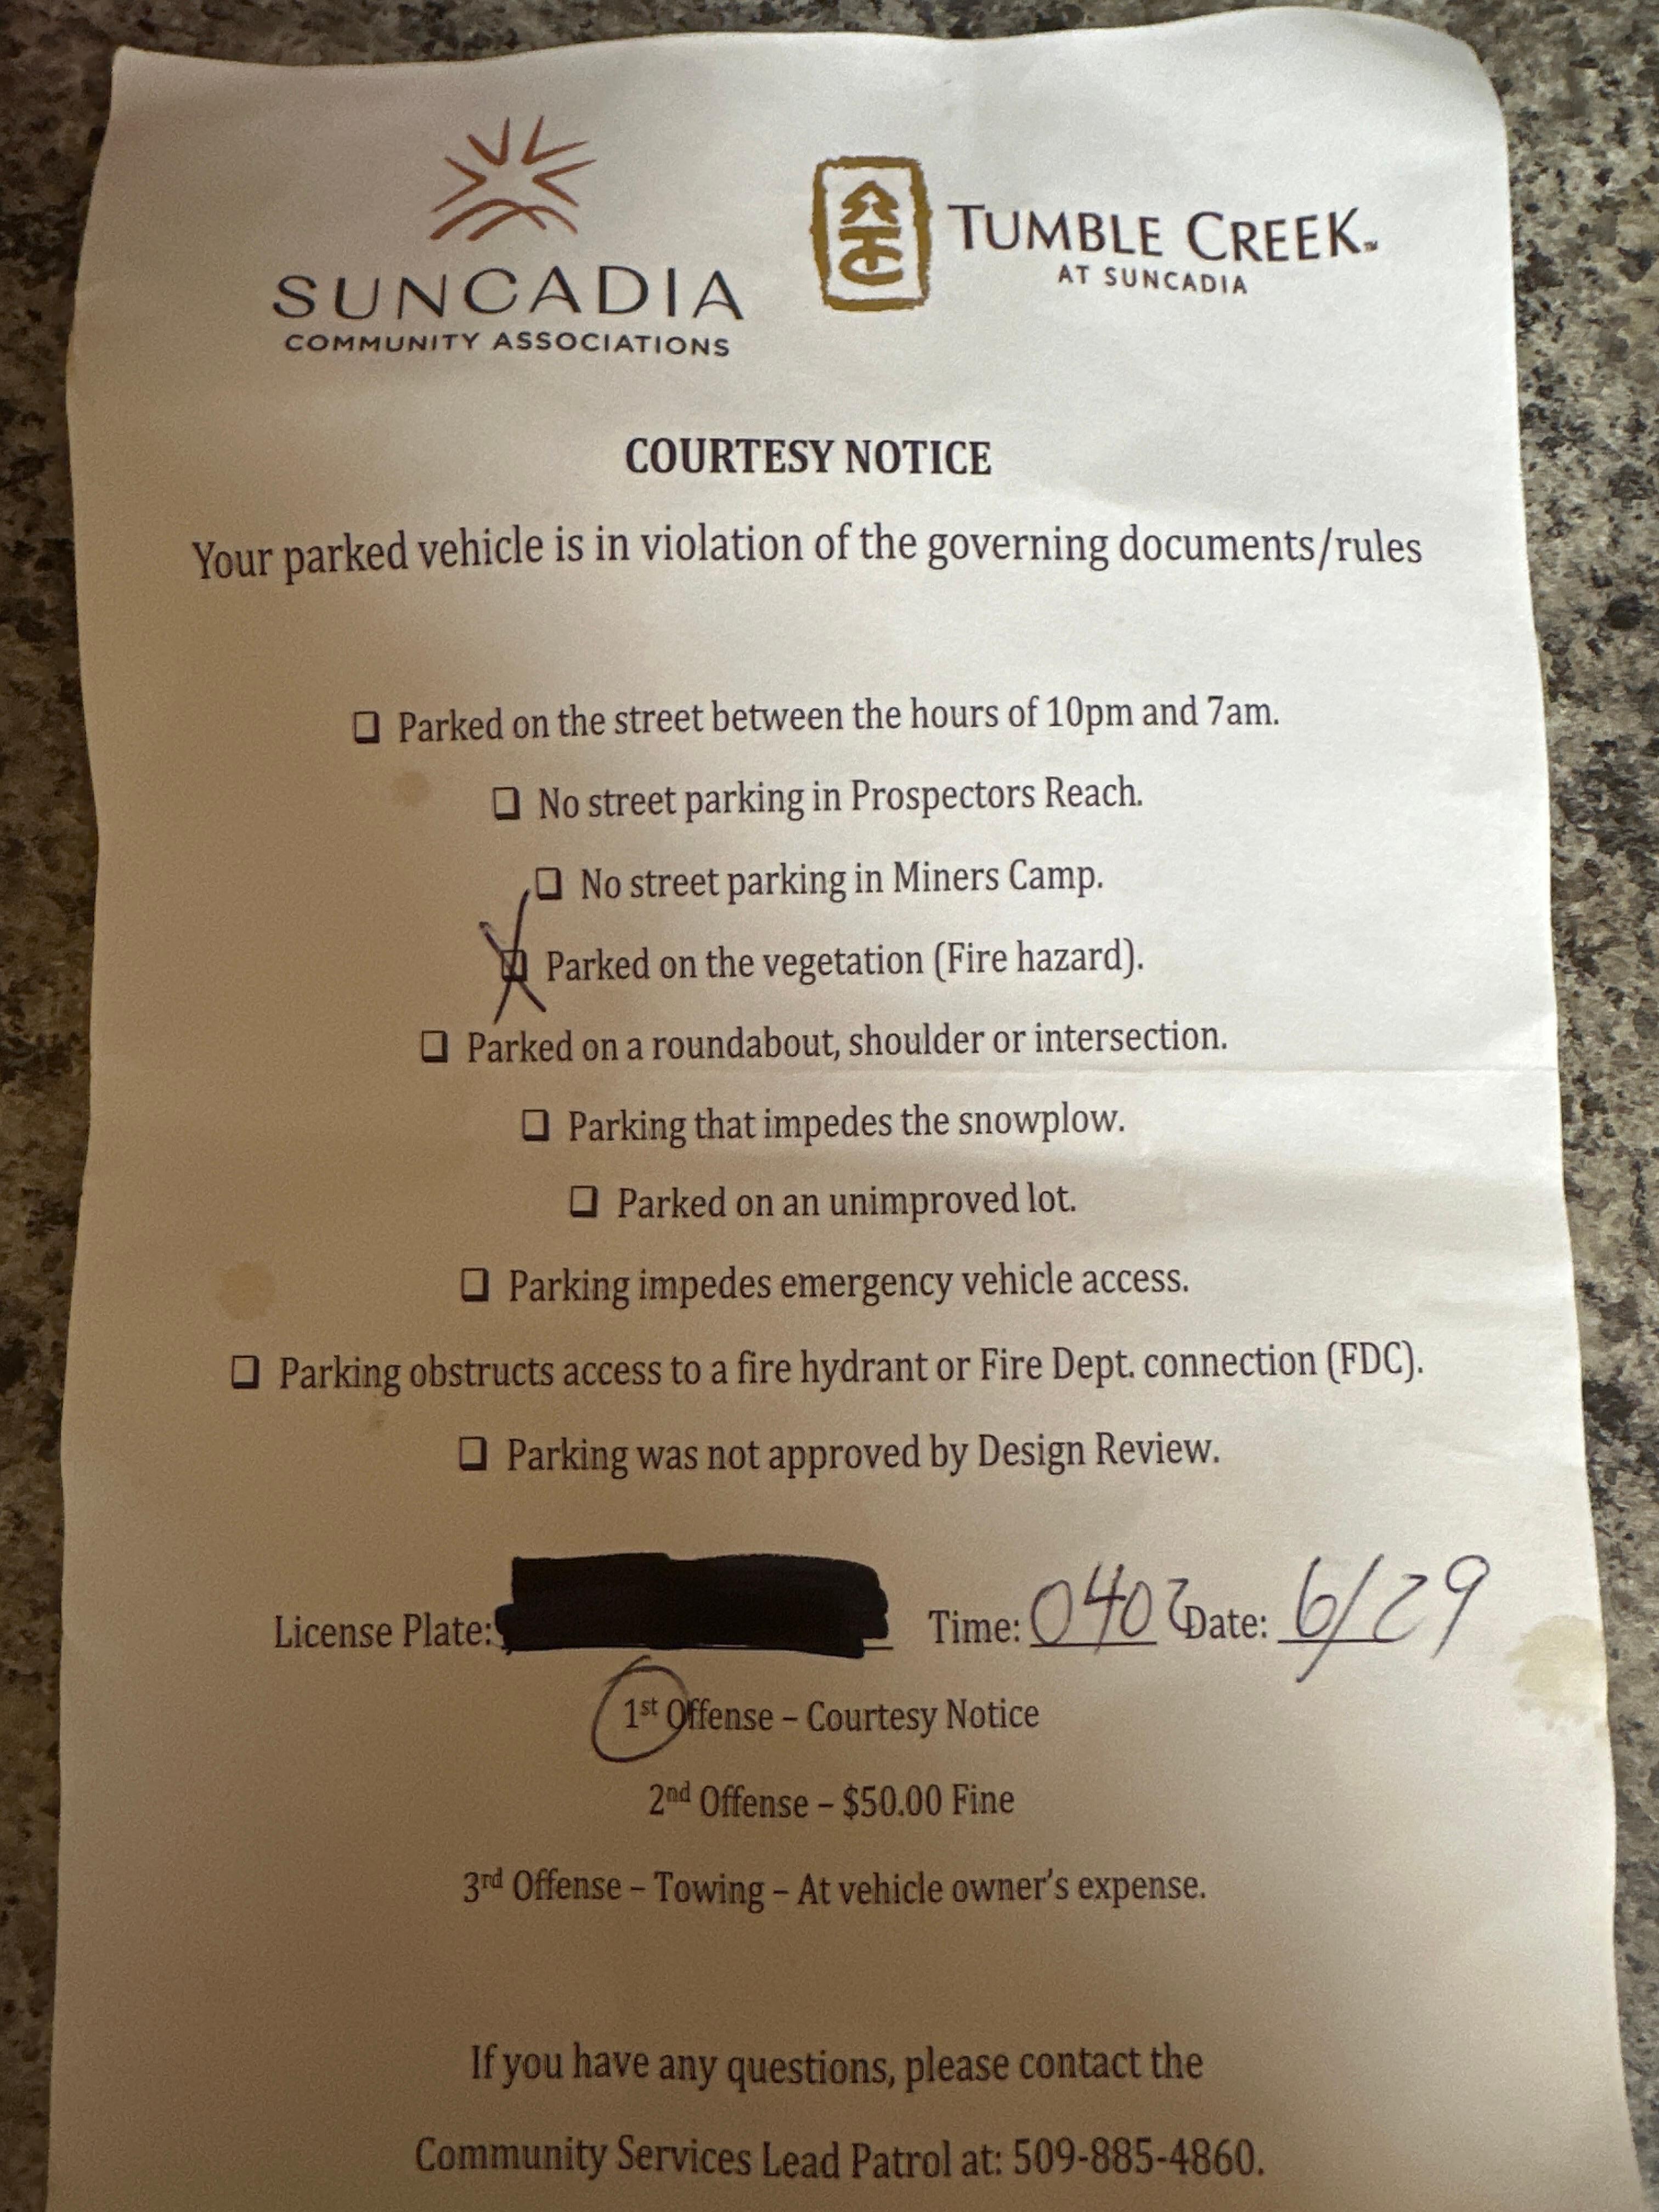 SUNCADIA
COMMUNITY ASSOCIATIONS
TUMBLE CREEK™
AT SUNCADIA
COURTESY NOTICE
Your parked vehicle is in violation of the governing documents/rules
❏ Parked on the street between the hours of 10pm and 7am.
❏ No street parking in Prospectors Reach.
❏ No street parking in Miners Camp.
❏ Parked on the vegetation (Fire hazard).
❏ Parked on a roundabout, shoulder or intersection.
❏ Parking that impedes the snowplow.
❏ Parked on an unimproved lot.
❏ Parking impedes emergency vehicle access.
❏ Parking obstructs access to a fire hydrant or Fire Dept. connection (FDC).
❏ Parking was not approved by Design Review.
License Plate: Time: 0402 Date: 6/29
1st Offense – Courtesy Notice
2nd Offense – $50.00 Fine
3rd Offense – Towing – At vehicle owner's expense.
If you have any questions, please contact the
Community Services Lead Patrol at: 509-885-4860.